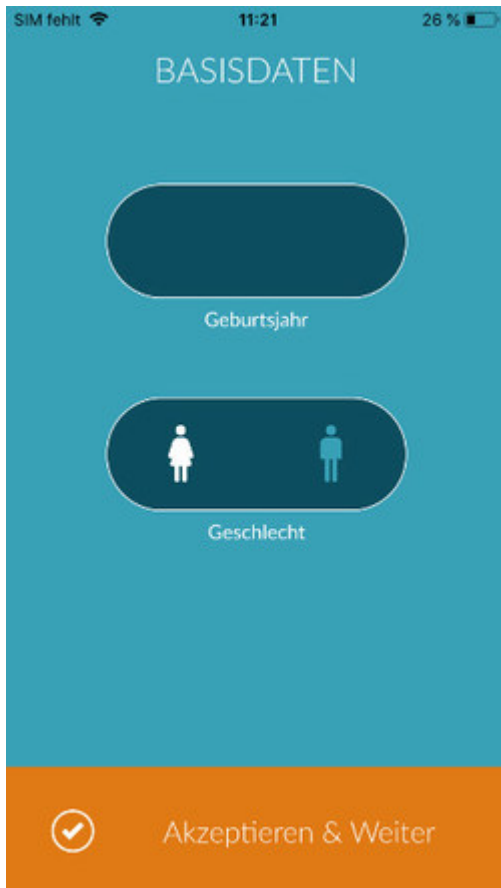 SIM fehlt 11:21 26 %
BASISDATEN
Geburtsjahr
Geschlecht
Akzeptieren & Weiter